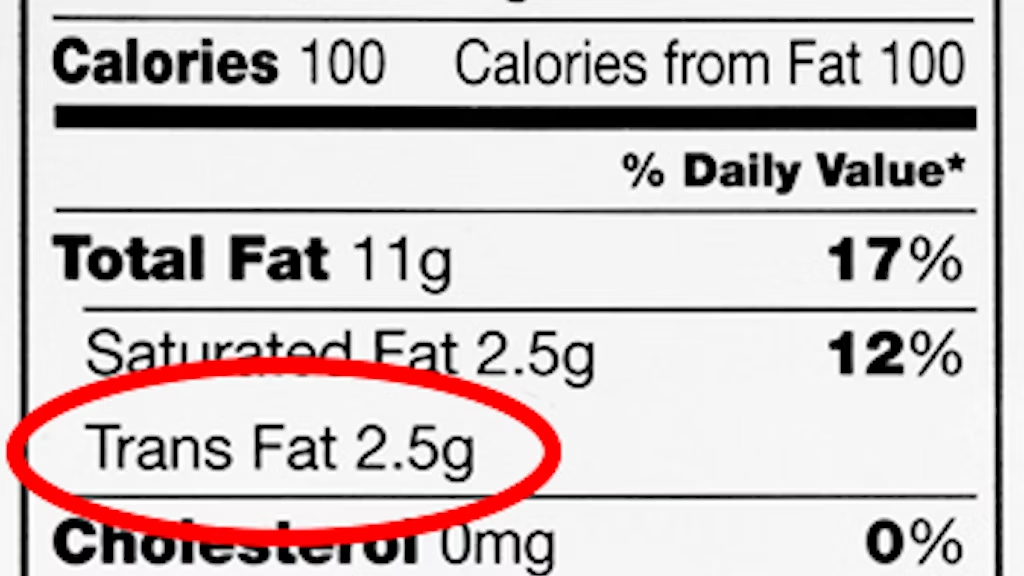 Calories 100 Calories from Fat 100
% Daily Value*
Total Fat 11g 17%
Saturated Fat 2.5g 12%
Trans Fat 2.5g
Cholesterol 0mg 0%